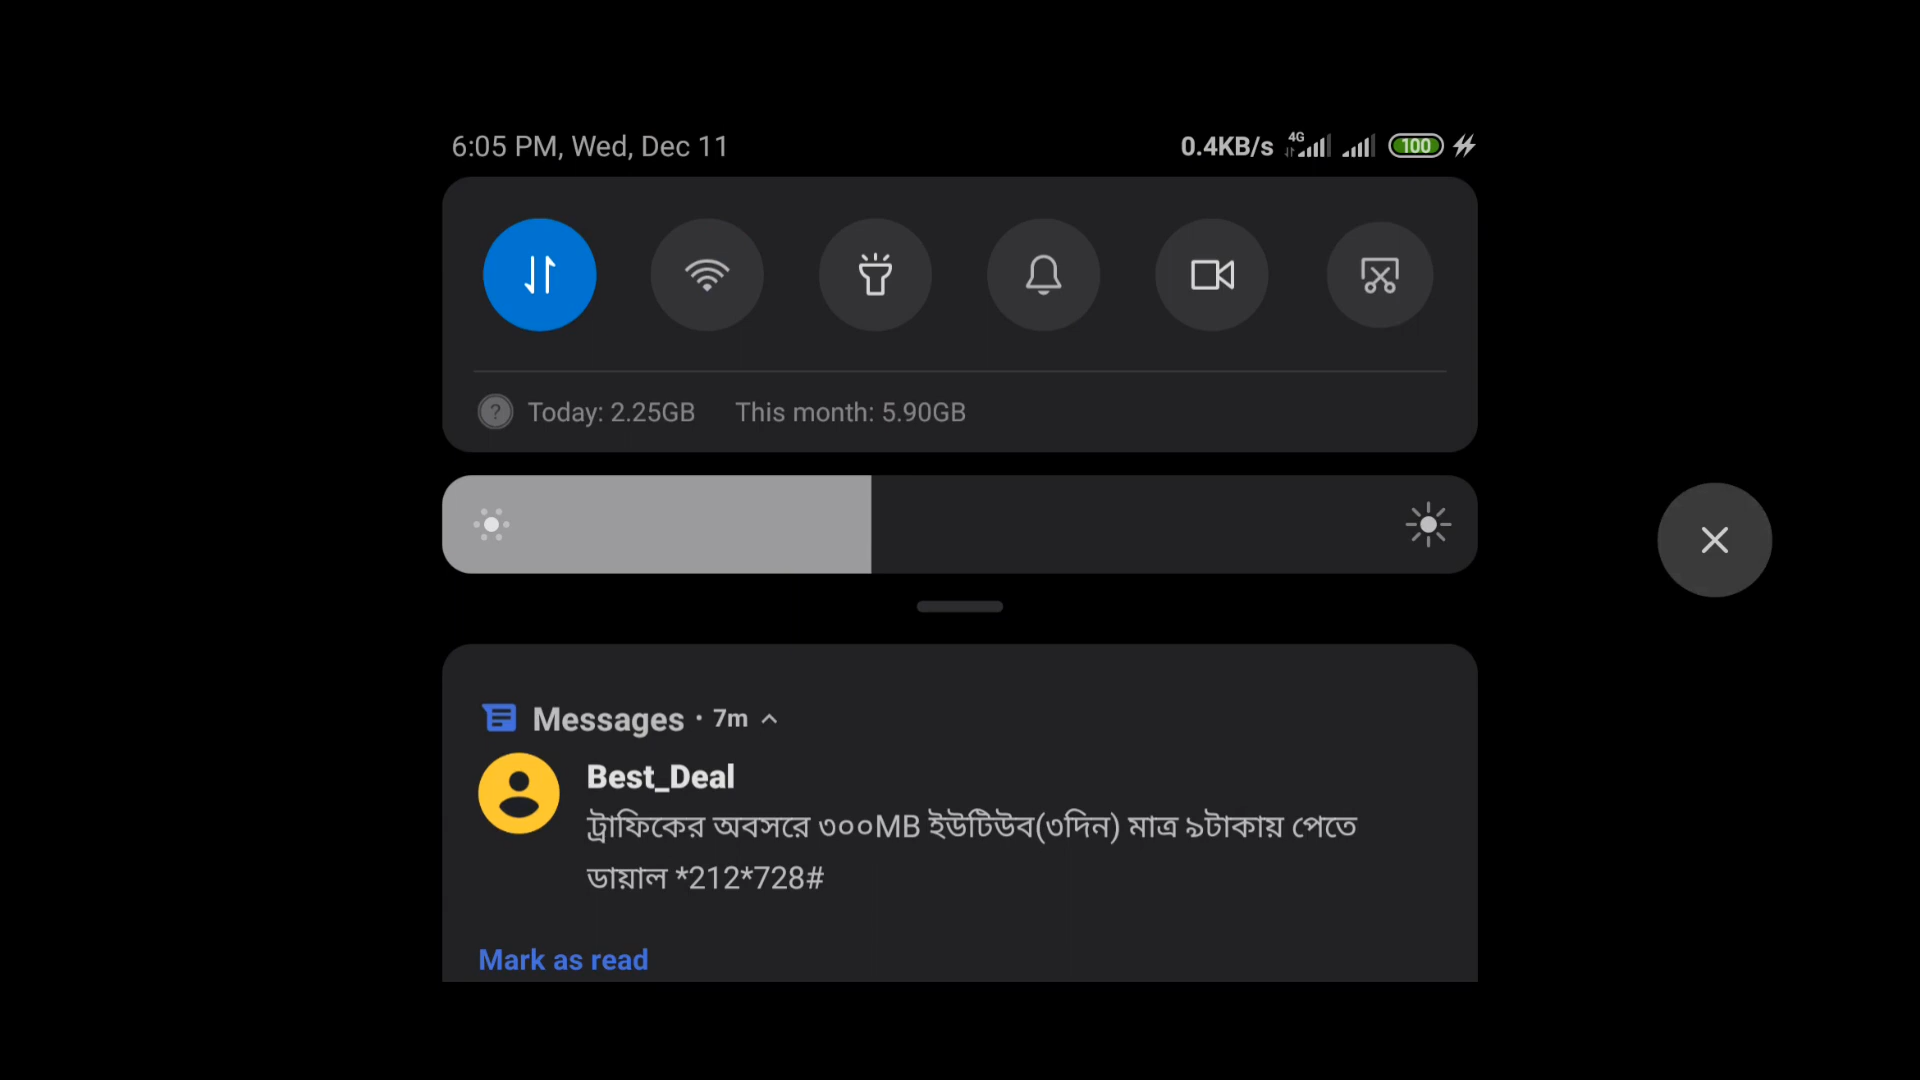 6:05 PM, Wed, Dec 11
0.4KB/s 4G 100
Today: 2.25GB This month: 5.90GB
Messages · 7m
Best_Deal
ট্রাফিকের অবসরে ৩০০MB ইউটিউব(৩দিন) মাত্র ৯টাকায় পেতে
ডায়াল *212*728#
Mark as read